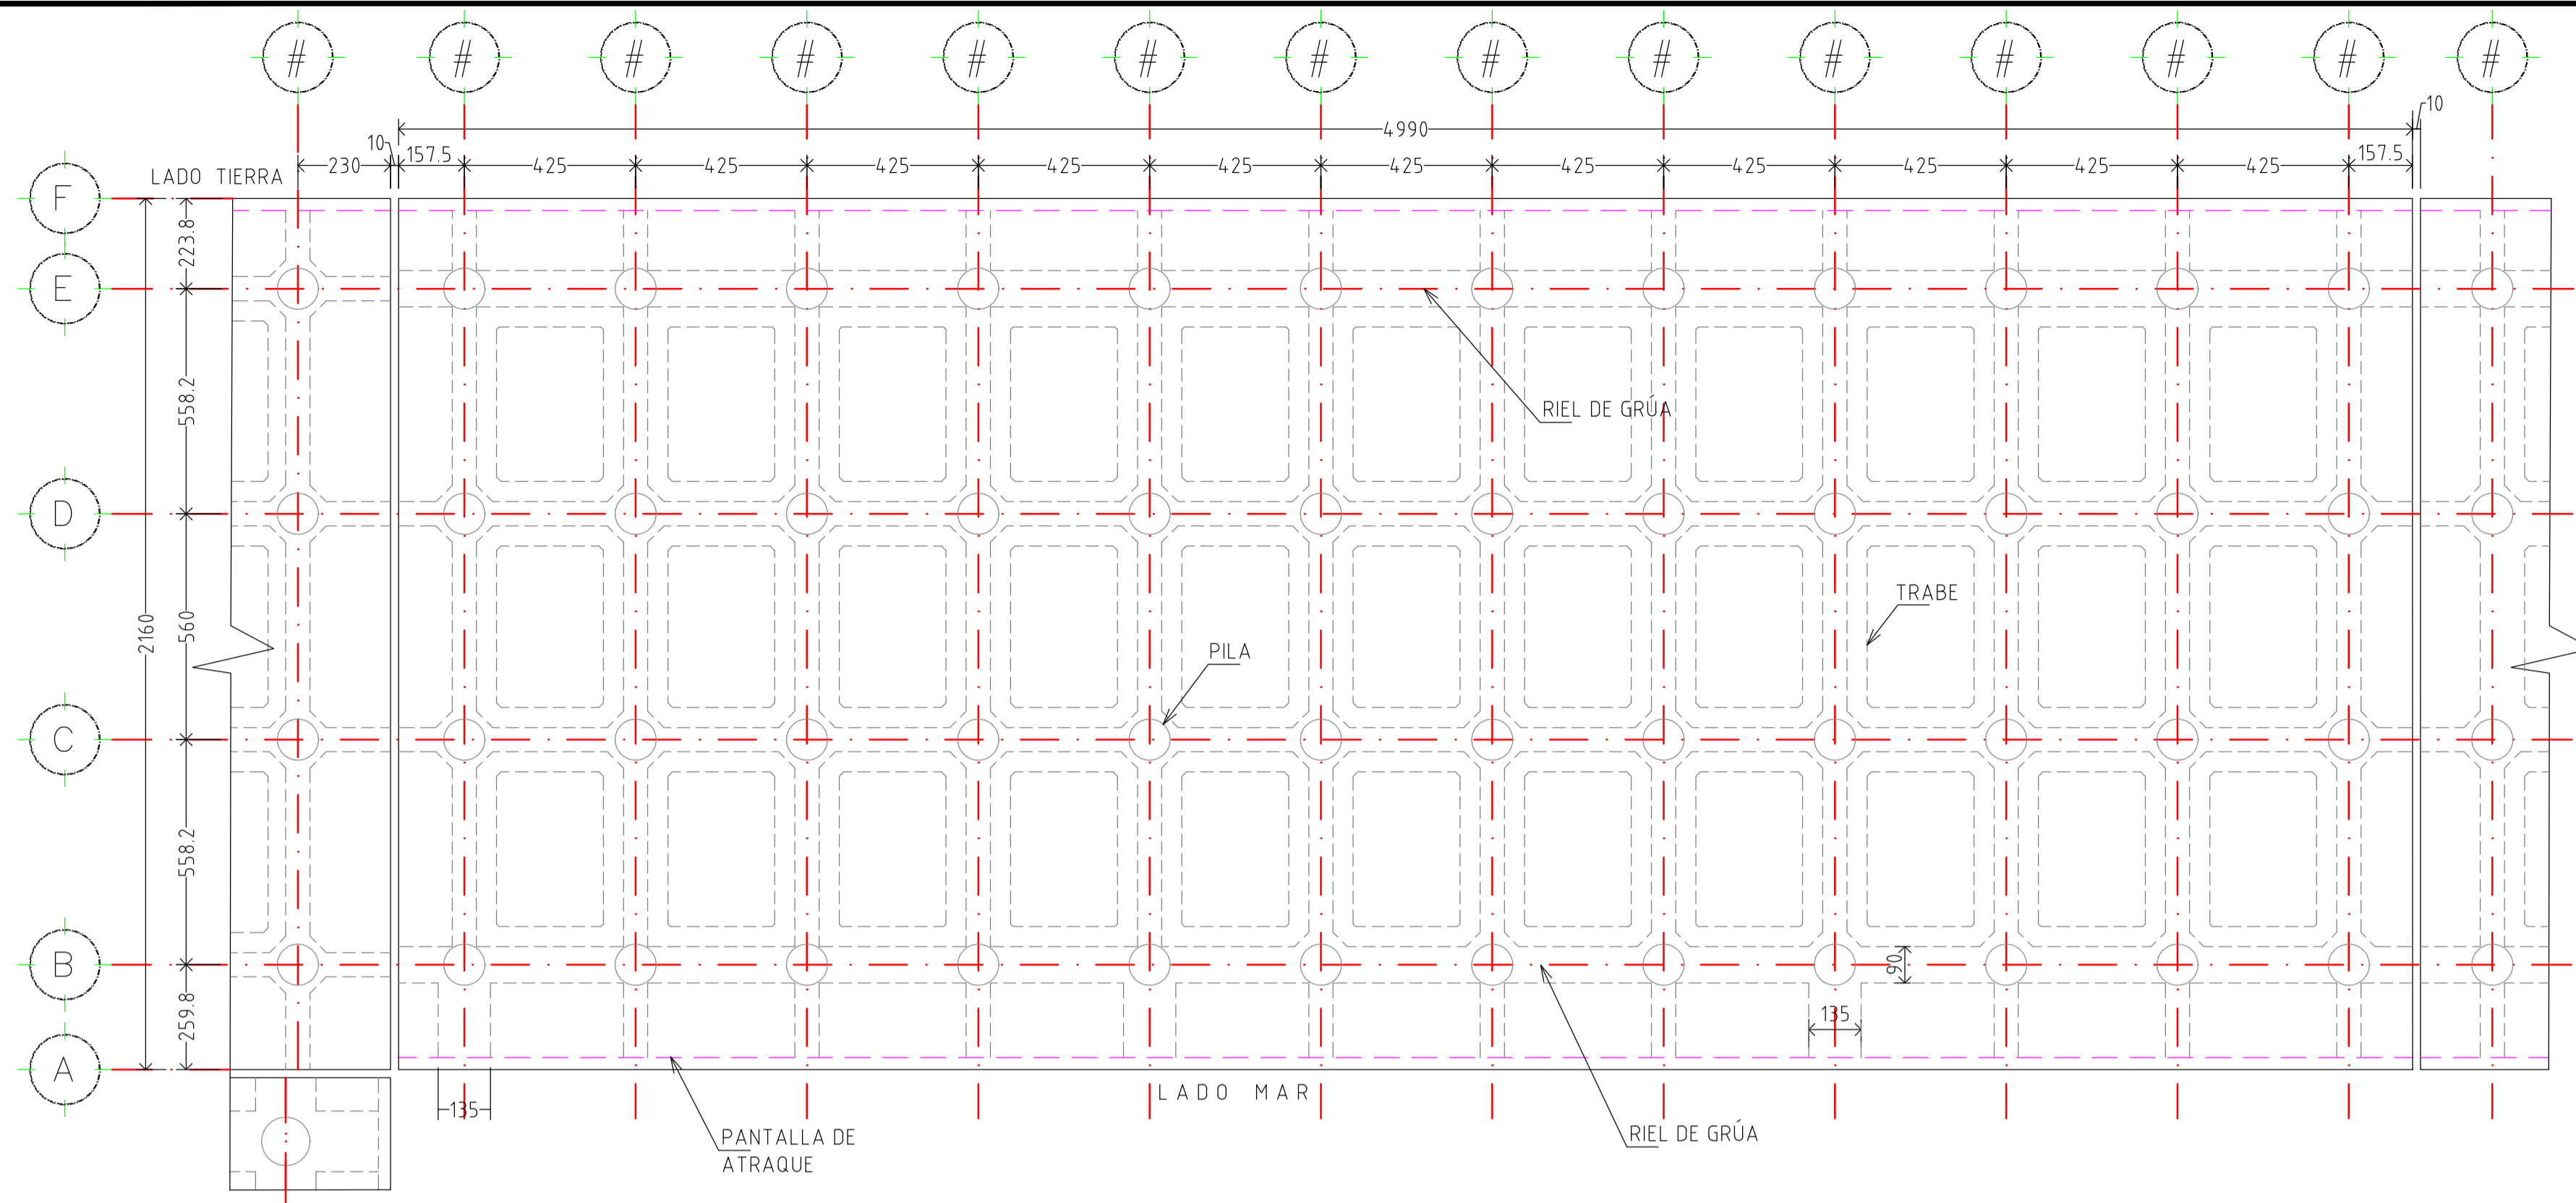 # # # # # # # # # # # # # #
4990 10
10 157.5
230 425 425 425 425 425 425 425 425 425 425 425 157.5
LADO TIERRA
F
223.8
E
558.2
RIEL DE GRÚA
D
TRABE
2160
560
PILA
C
558.2
B
90
259.8
135
A
LADO MAR
135
PANTALLA DE
ATRAQUE
RIEL DE GRÚA